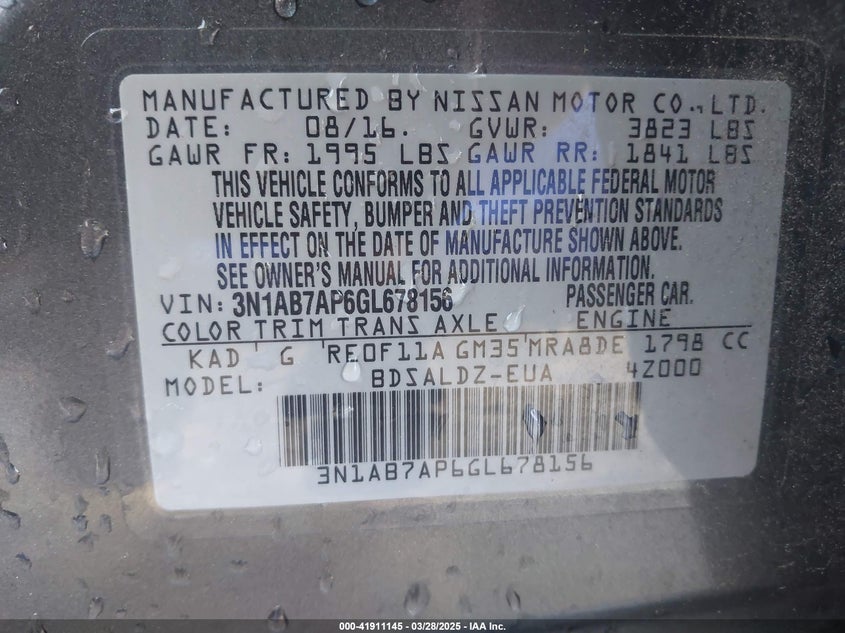 MANUFACTURED BY NISSAN MOTOR CO., LTD.
DATE: 08/16. GVWR: 3823 LBS
GAWR FR: 1995 LBS GAWR RR: 1841 LBS
THIS VEHICLE CONFORMS TO ALL APPLICABLE FEDERAL MOTOR
VEHICLE SAFETY, BUMPER AND THEFT PREVENTION STANDARDS
IN EFFECT ON THE DATE OF MANUFACTURE SHOWN ABOVE.
SEE OWNER'S MANUAL FOR ADDITIONAL INFORMATION.
VIN: 3N1AB7AP6GL678156 PASSENGER CAR.
COLOR TRIM TRANS AXLE ENGINE
KAD G RE0F11A GM35 MRA8DE 1798 CC
MODEL: BDSALDZ-EUA 4Z000
3N1AB7AP6GL678156
000-41911145 - 03/28/2025 - IAA Inc.